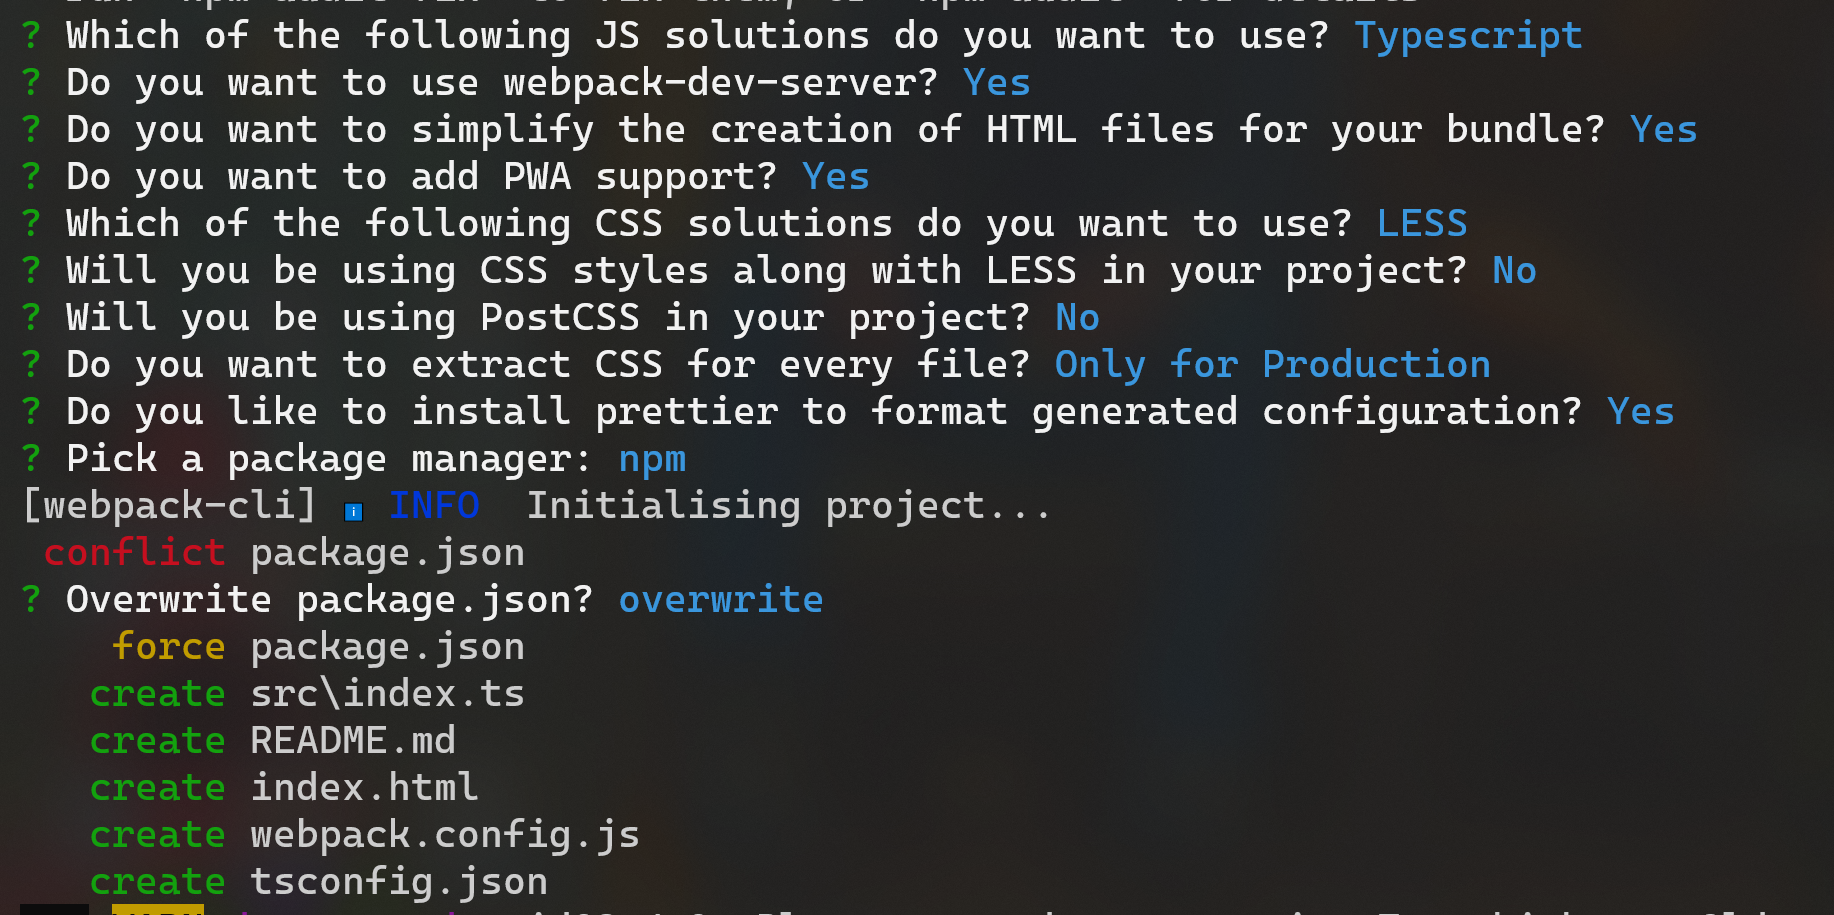 ? Which of the following JS solutions do you want to use? Typescript
? Do you want to use webpack-dev-server? Yes
? Do you want to simplify the creation of HTML files for your bundle? Yes
? Do you want to add PWA support? Yes
? Which of the following CSS solutions do you want to use? LESS
? Will you be using CSS styles along with LESS in your project? No
? Will you be using PostCSS in your project? No
? Do you want to extract CSS for every file? Only for Production
? Do you like to install prettier to format generated configuration? Yes
? Pick a package manager: npm
[webpack-cli] i INFO Initialising project...
conflict package.json
? Overwrite package.json? overwrite
force package.json
create src\index.ts
create README.md
create index.html
create webpack.config.js
create tsconfig.json